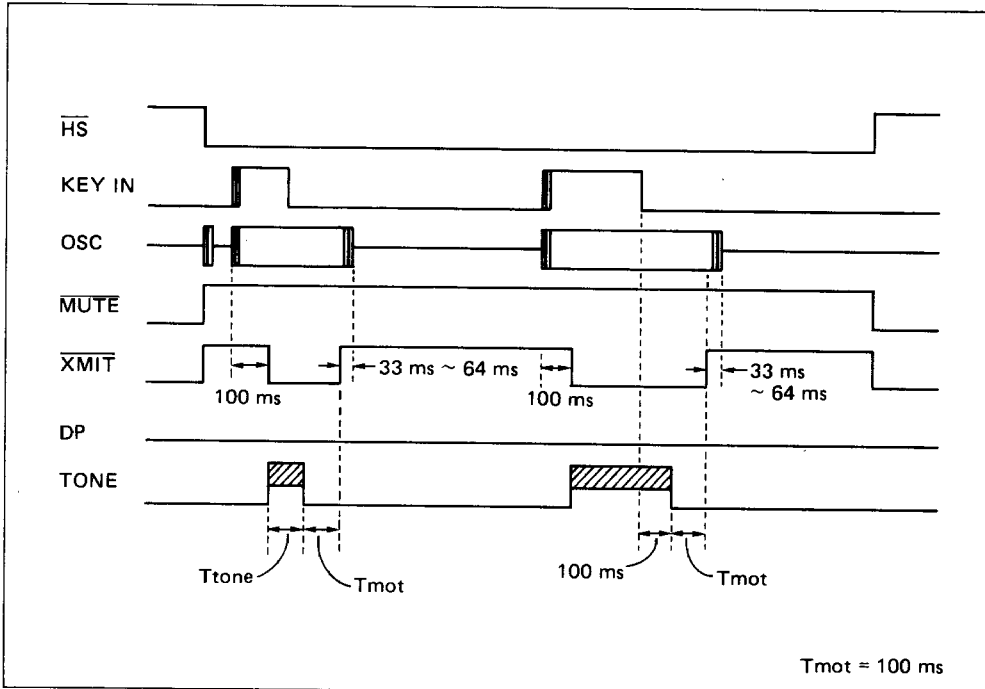 HS
KEY IN
OSC
MUTE
XMIT
33 ms ~ 64 ms
33 ms
~ 64 ms
100 ms
100 ms
DP
TONE
Ttone
Tmot
100 ms
Tmot
Tmot = 100 ms